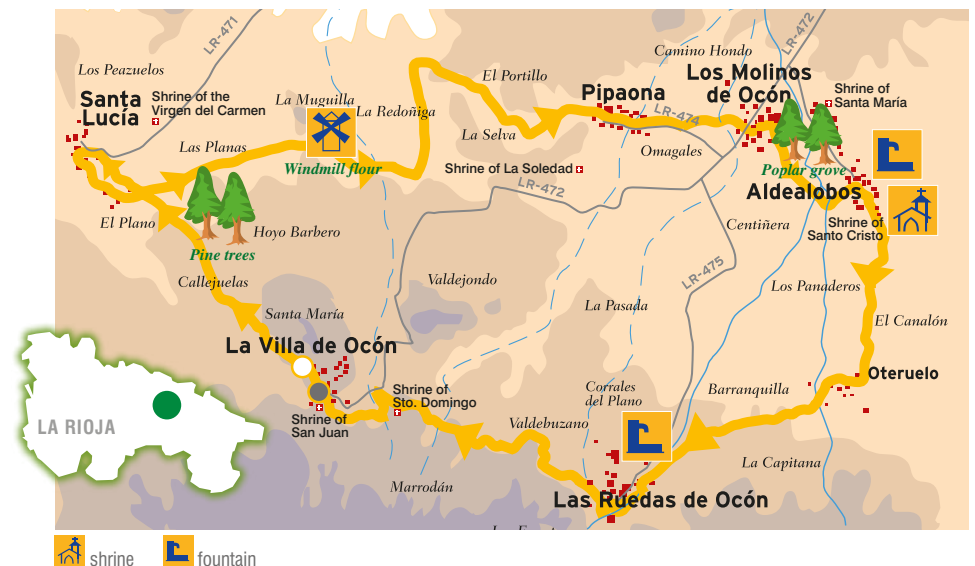 LR-471
LR-472
Camino Hondo
Los Peazuelos
El Portillo
Los Molinos
de Ocón
Santa
Lucía
Shrine of the
Virgen del Carmen
La Muguilla
La Redoñiga
Pipaona
LR-474
Shrine of
Santa María
Las Planas
La Selva
Omagales
Windmill flour
Shrine of La Soledad
LR-472
Poplar grove
Aldealobos
El Plano
Hoyo Barbero
Centiñera
Shrine of
Santo Cristo
Pine trees
Callejuelas
Valdejondo
LR-475
Los Panaderos
Santa María
La Pasada
El Canalón
La Villa de Ocón
Oteruelo
Shrine of
Sto. Domingo
Corrales
del Plano
Barranquilla
LA RIOJA
Shrine of
San Juan
Valdebuzano
La Capitana
Marrodán
Las Ruedas de Ocón
shrine
fountain